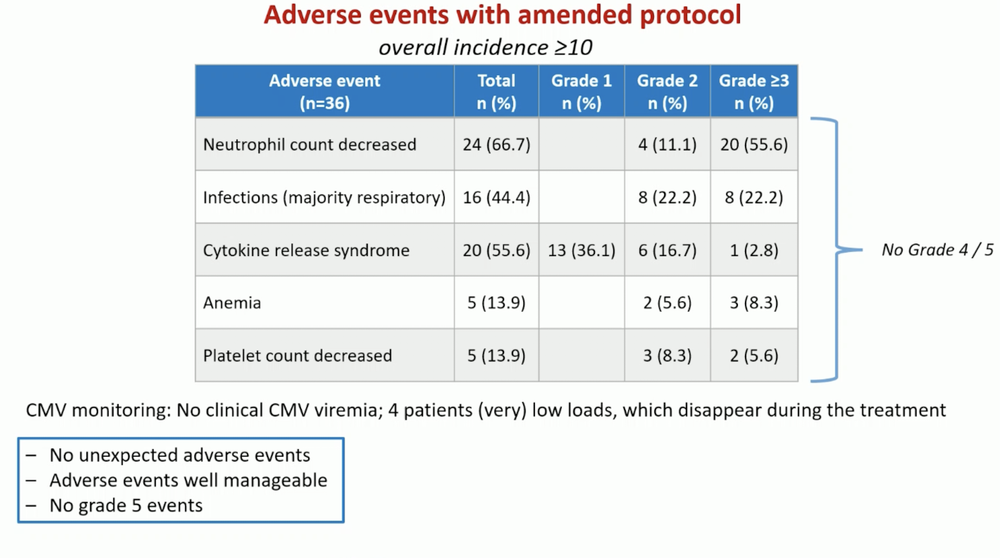 Adverse events with amended protocol
overall incidence ≥10
Adverse event (n=36) Total n (%) Grade 1 n (%) Grade 2 n (%) Grade ≥3 n (%)
Neutrophil count decreased 24 (66.7) 4 (11.1) 20 (55.6)
Infections (majority respiratory) 16 (44.4) 8 (22.2) 8 (22.2)
Cytokine release syndrome 20 (55.6) 13 (36.1) 6 (16.7) 1 (2.8)
No Grade 4 / 5
Anemia 5 (13.9) 2 (5.6) 3 (8.3)
Platelet count decreased 5 (13.9) 3 (8.3) 2 (5.6)
CMV monitoring: No clinical CMV viremia; 4 patients (very) low loads, which disappear during the treatment
– No unexpected adverse events
– Adverse events well manageable
– No grade 5 events